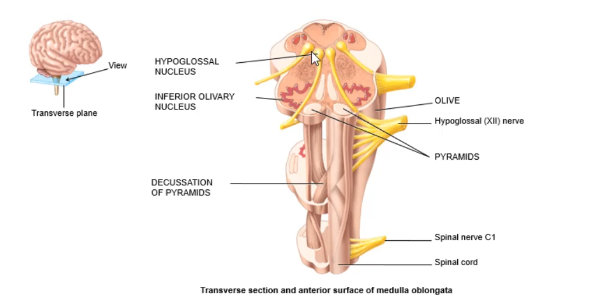 View
Transverse plane
HYPOGLOSSAL
NUCLEUS
INFERIOR OLIVARY
NUCLEUS
DECUSSATION
OF PYRAMIDS
OLIVE
Hypoglossal (XII) nerve
PYRAMIDS
Spinal nerve C1
Spinal cord
Transverse section and anterior surface of medulla oblongata